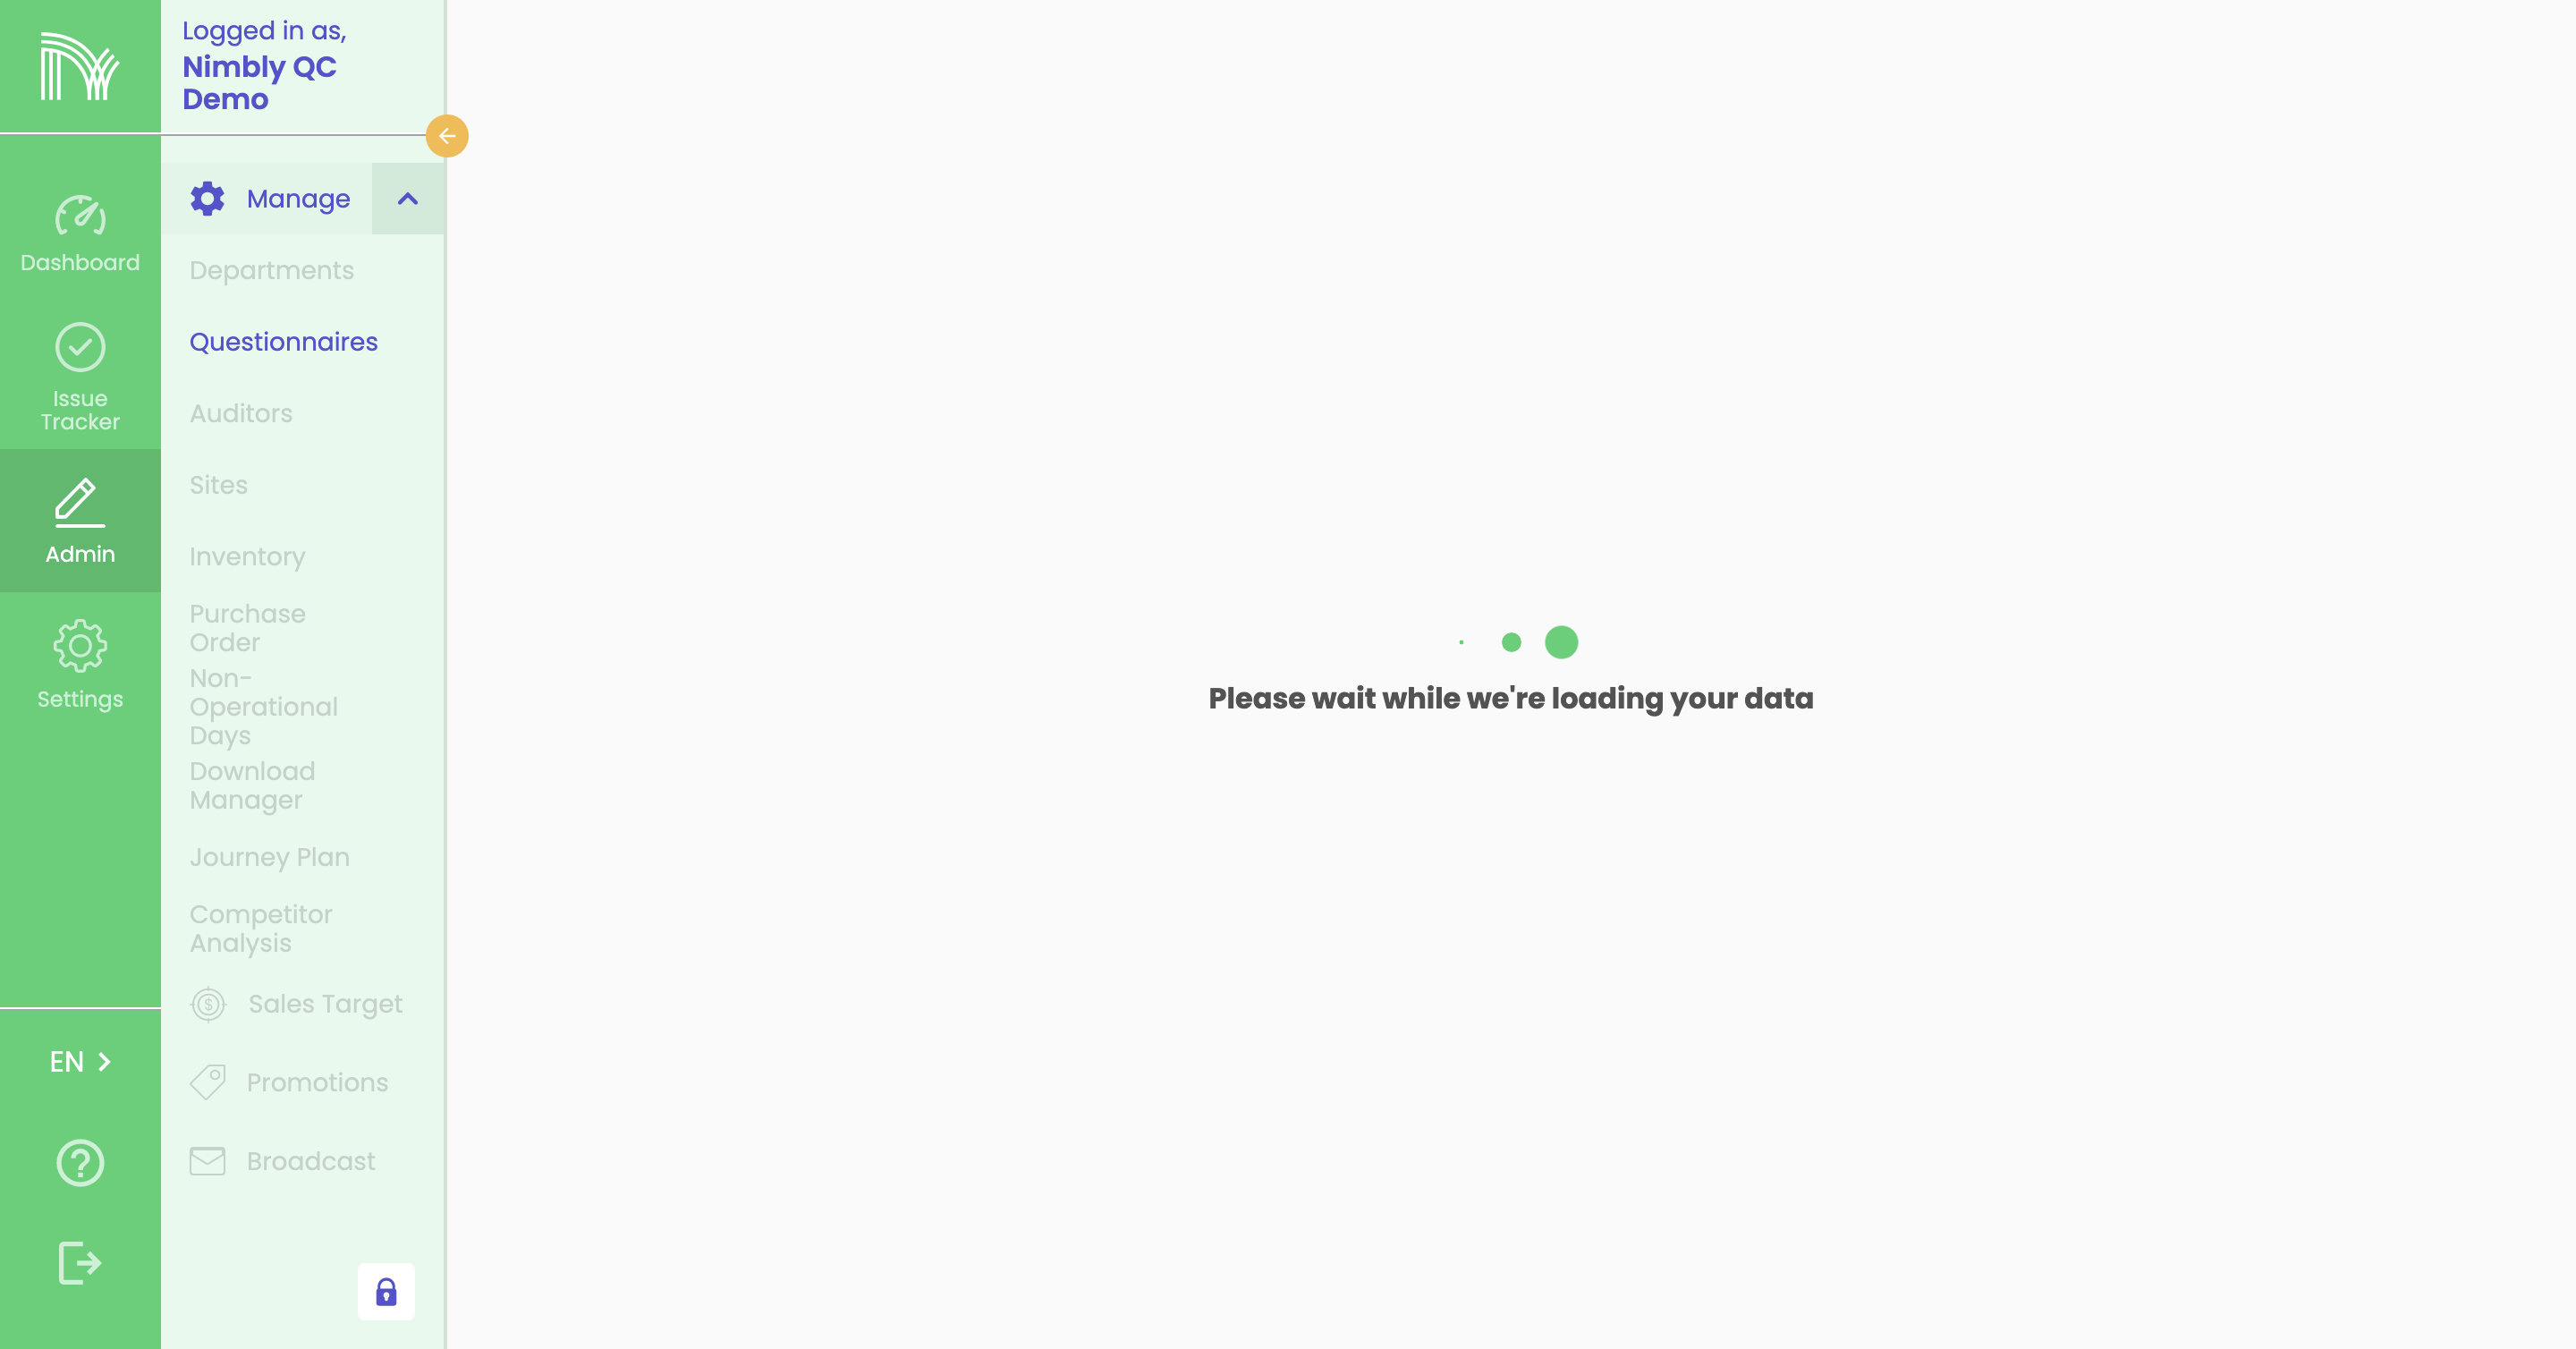 Logged in as,
Nimbly QC
Demo
Dashboard
Issue
Tracker
Admin
Settings
EN
Manage
Departments
Questionnaires
Auditors
Sites
Inventory
Purchase
Order
Non-
Operational
Days
Download
Manager
Journey Plan
Competitor
Analysis
Sales Target
Promotions
Broadcast
Please wait while we're loading your data